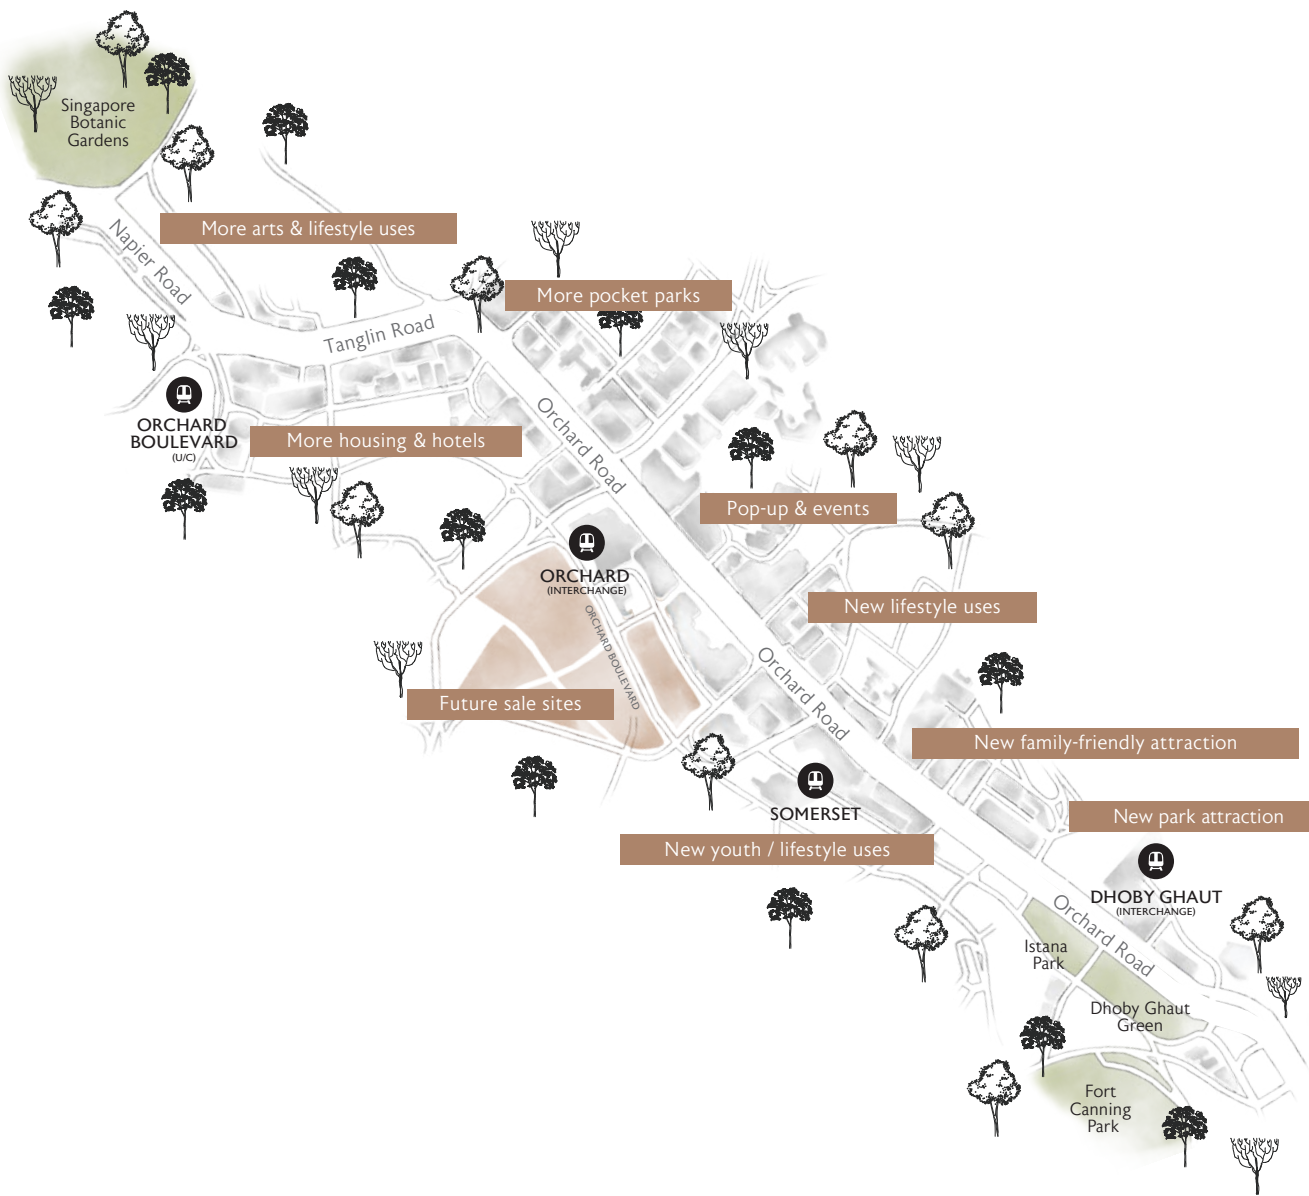 Singapore
Botanic
Gardens
More arts & lifestyle uses
Napier Road
More pocket parks
Tanglin Road
ORCHARD
BOULEVARD
(U/C)
More housing & hotels
Orchard Road
Pop-up & events
ORCHARD
(INTERCHANGE)
ORCHARD BOULEVARD
New lifestyle uses
Future sale sites
Orchard Road
New family-friendly attraction
SOMERSET
New park attraction
New youth / lifestyle uses
DHOBY GHAUT
(INTERCHANGE)
Orchard Road
Istana
Park
Dhoby Ghaut
Green
Fort
Canning
Park